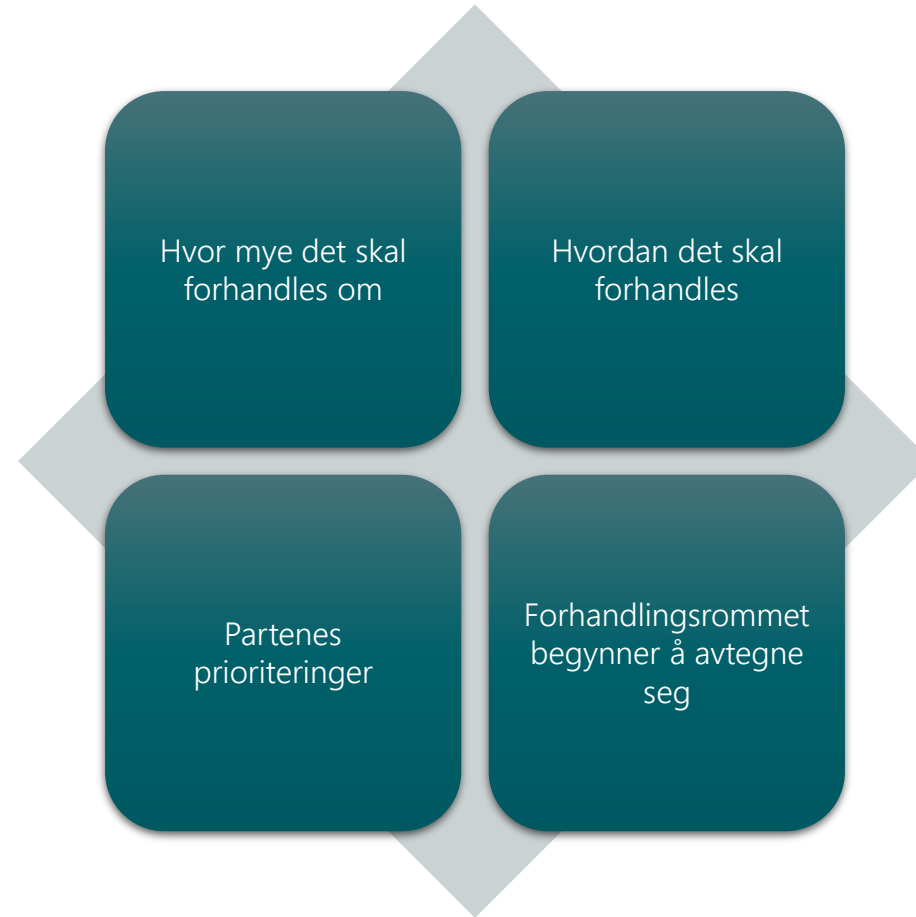 Hvor mye det skal
forhandles om
Hvordan det skal
forhandles
Partenes
prioriteringer
Forhandlingsrommet
begynner å avtegne
seg